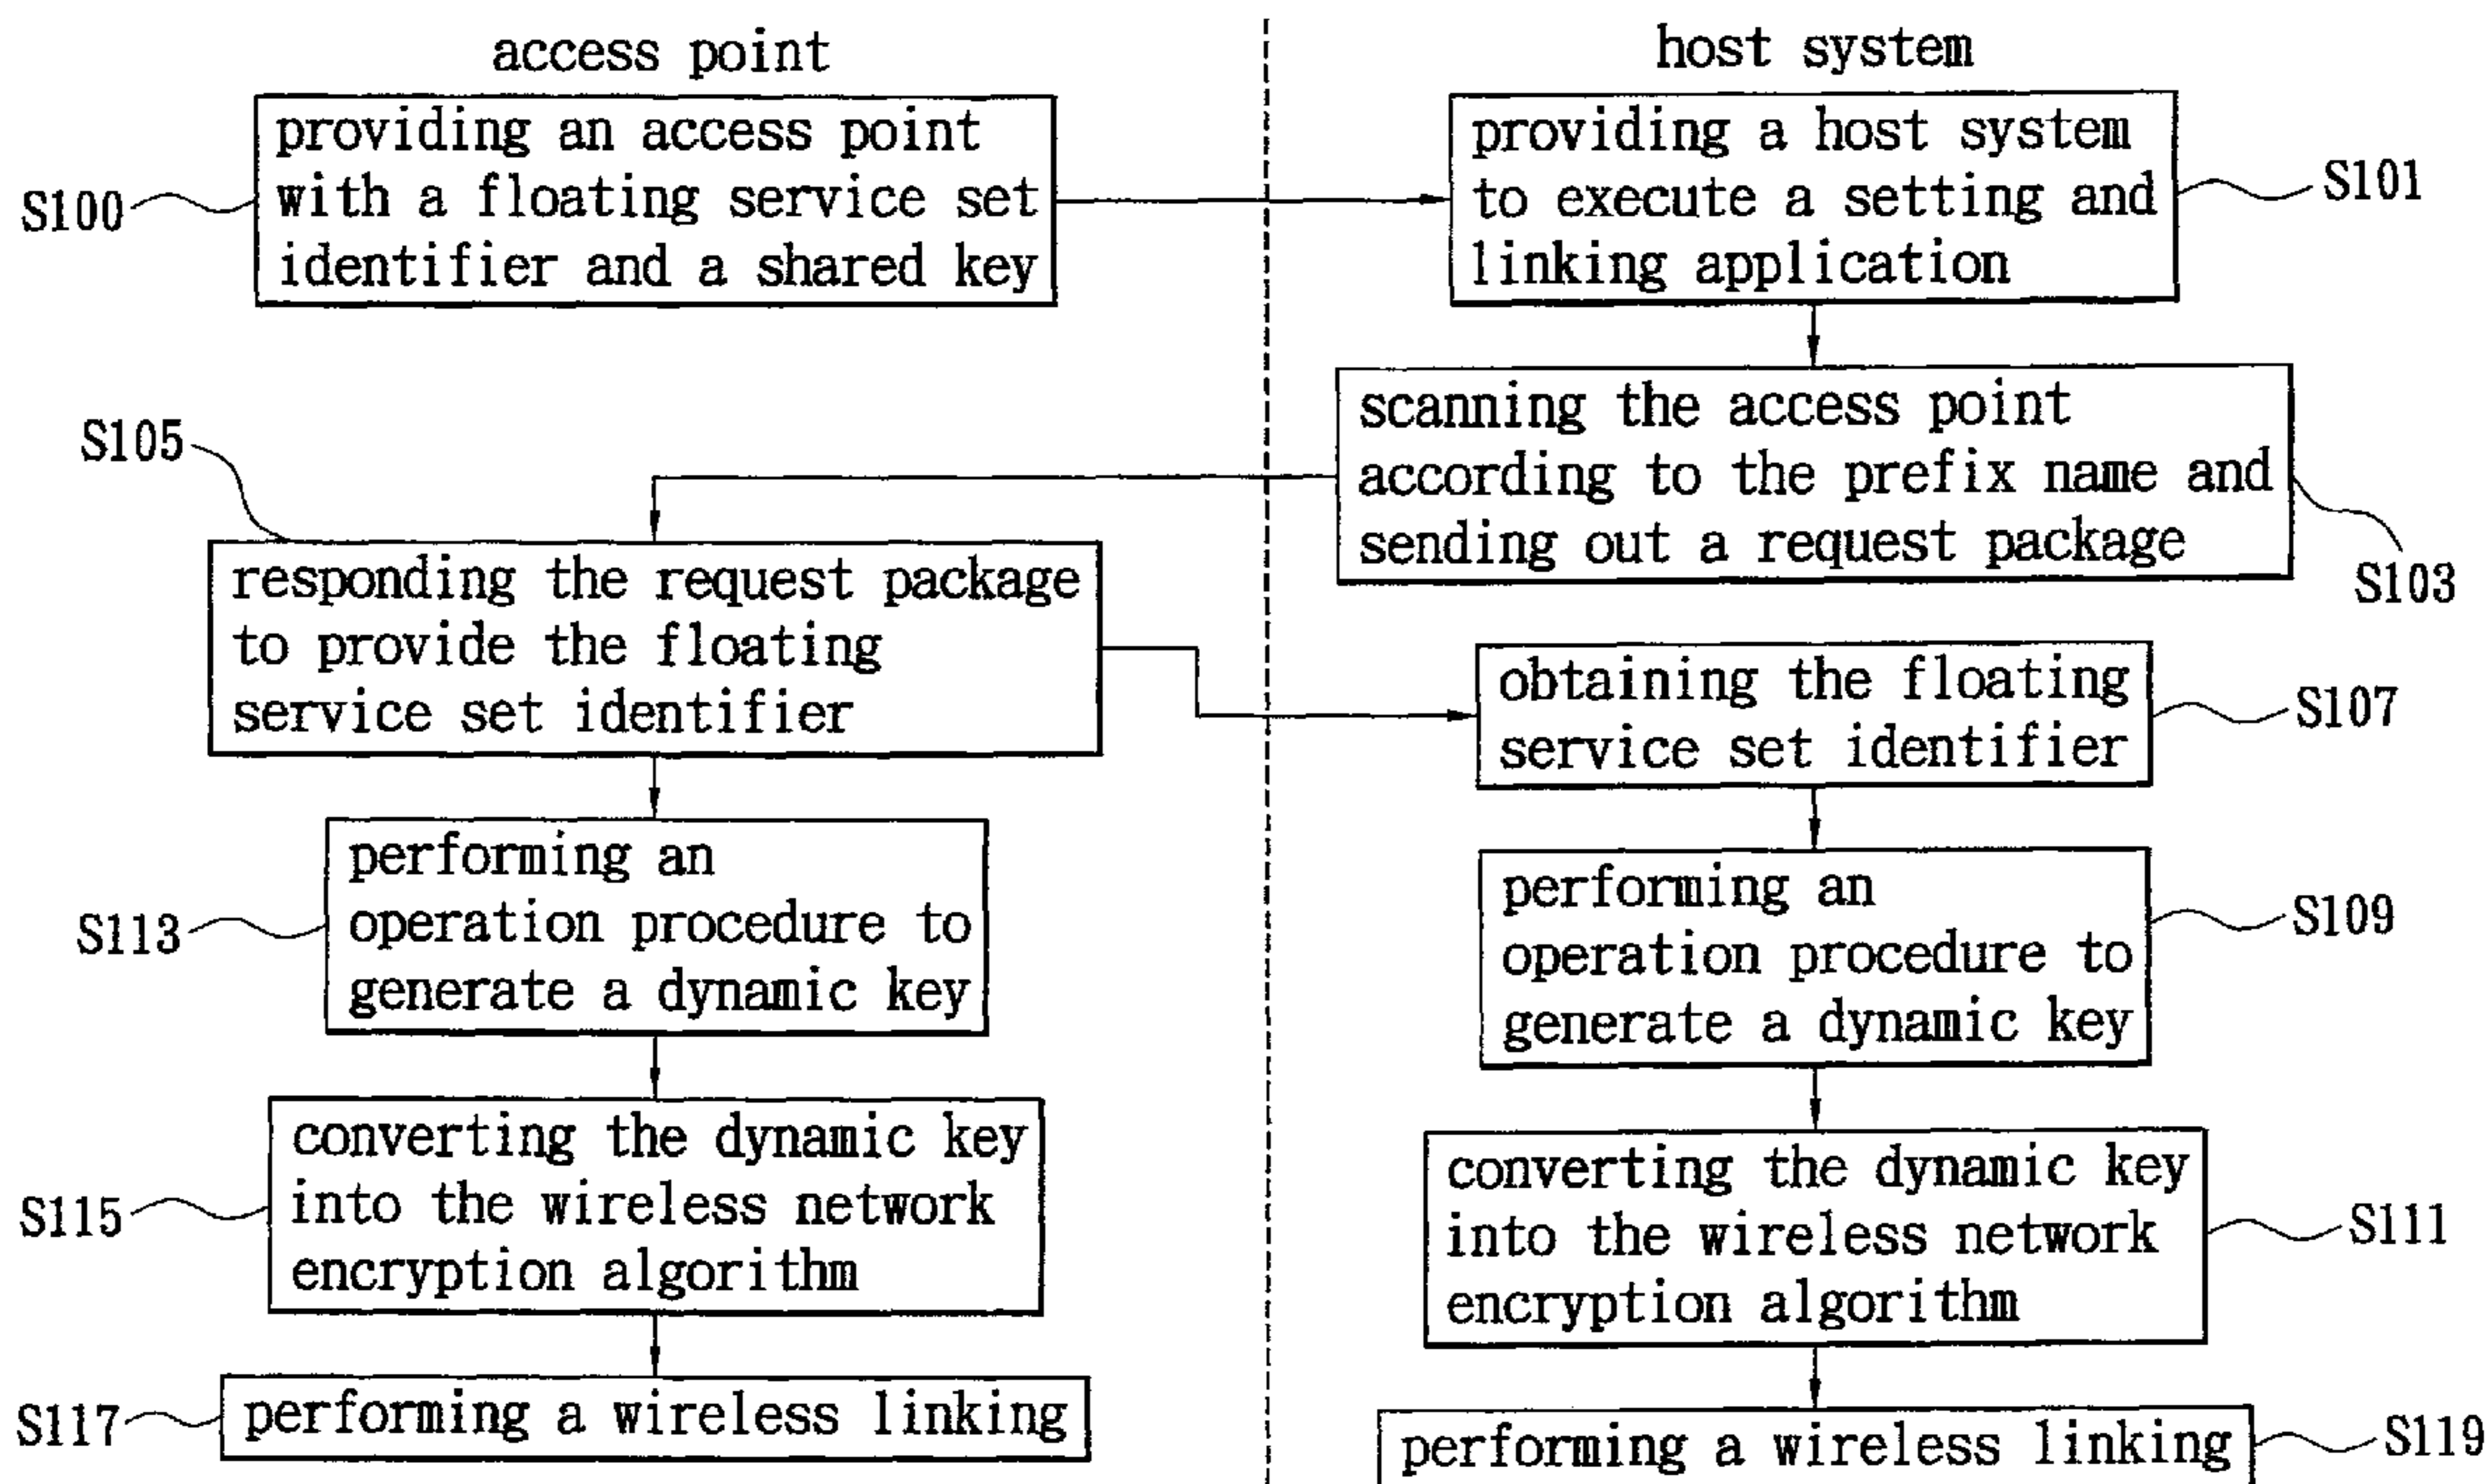 access point
host system
providing an access point
with a floating service set
identifier and a shared key
S100
providing a host system
to execute a setting and
linking application
S101
scanning the access point
according to the prefix name and
sending out a request package
S103
S105
responding the request package
to provide the floating
service set identifier
obtaining the floating
service set identifier
S107
performing an
operation procedure to
generate a dynamic key
S113
performing an
operation procedure to
generate a dynamic key
S109
converting the dynamic key
into the wireless network
encryption algorithm
S115
converting the dynamic key
into the wireless network
encryption algorithm
S111
S117
performing a wireless linking
performing a wireless linking
S119